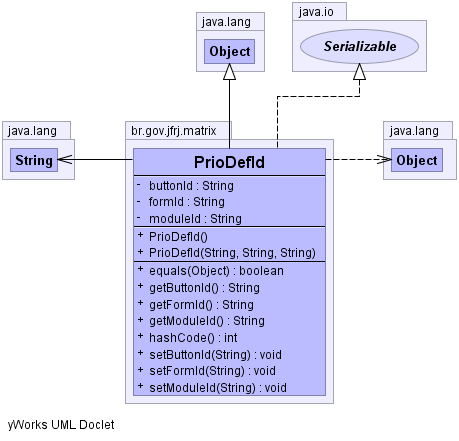 java.lang
Object
java.io
Serializable
java.lang
String
br.gov.jfrj.matrix
PrioDefId
- buttonId : String
- formId : String
- moduleId : String
+ PrioDefId()
+ PrioDefId(String, String, String)
+ equals(Object) : boolean
+ getButtonId() : String
+ getFormId() : String
+ getModuleId() : String
+ hashCode() : int
+ setButtonId(String) : void
+ setFormId(String) : void
+ setModuleId(String) : void
java.lang
Object
yWorks UML Doclet